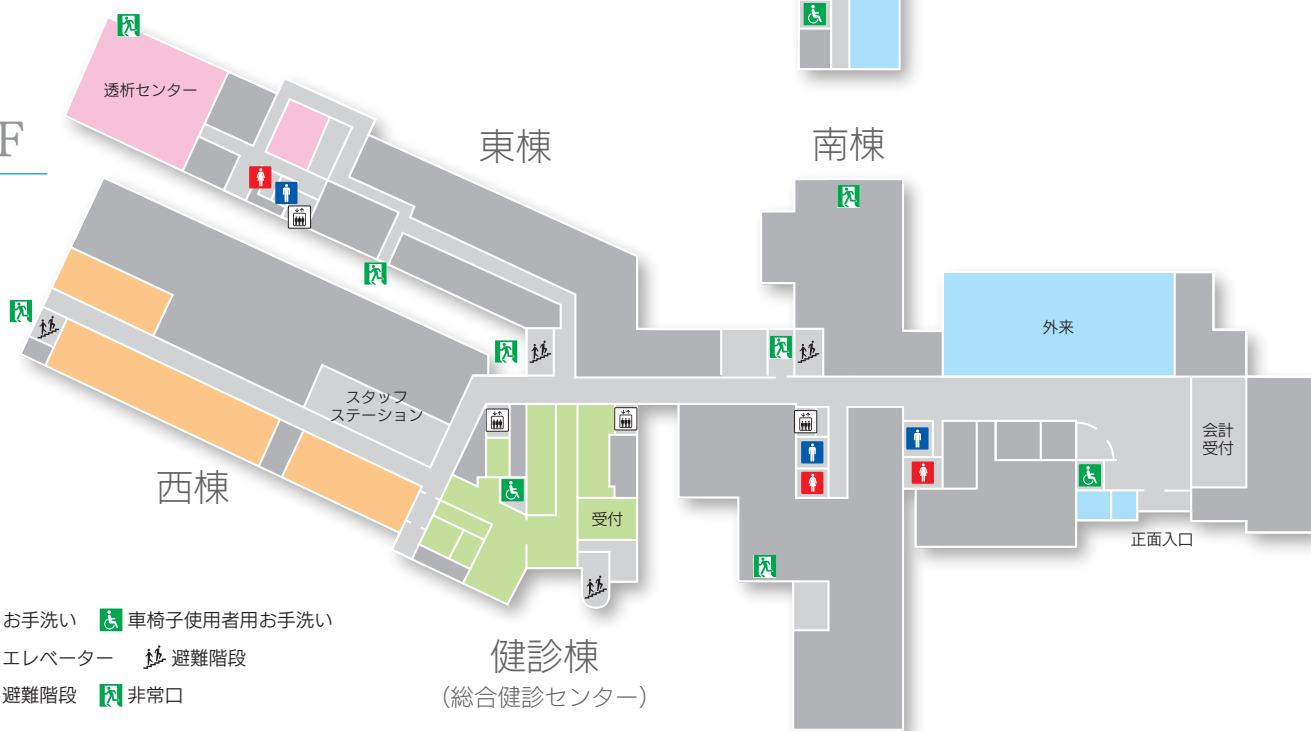 透析センター
F
東棟
南棟
外来
スタッフ
ステーション
会計
受付
西棟
受付
正面入口
お手洗い 車椅子使用者用お手洗い
エレベーター 避難階段
避難階段 非常口
健診棟
(総合健診センター)